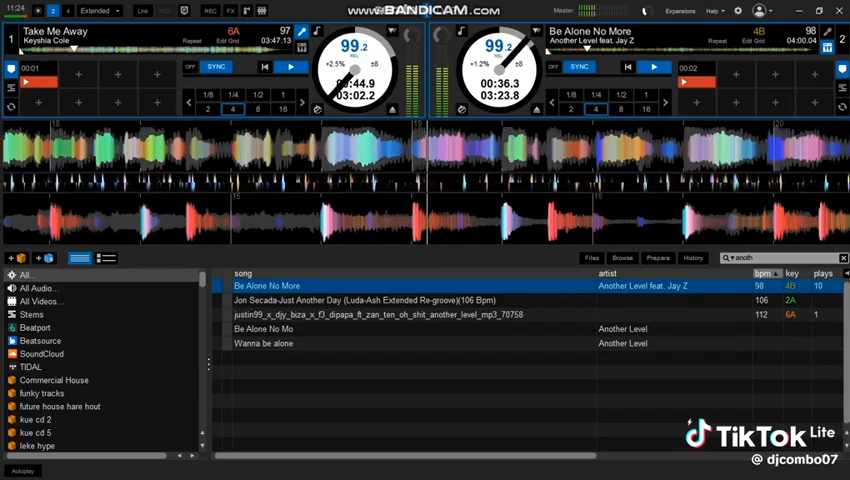 11:24
Extended
Link
REC
FX
www.BANDICAM.com
Master
Expansions
Help
1
Take Me Away
6A
97
Keyshia Cole
Repeat
Edit Grid
03:47.13
Be Alone No More
4B
98
Another Level feat. Jay Z
Repeat
Edit Grid
04:00.04
2
99.2
+2.5%
±8
00:44.9
03:02.2
99.2
+1.2%
±8
00:36.3
03:23.8
00:01
OFF
SYNC
1/8
1/4
1/2
1
2
4
8
16
OFF
SYNC
1/8
1/4
1/2
1
2
4
8
16
00:02
18
19
20
15
16
Files
Browse
Prepare
History
anoth
All...
All Audio...
All Videos...
Stems
Beatport
Beatsource
SoundCloud
TIDAL
Commercial House
funky tracks
future house hare hout
kue cd 2
kue cd 5
leke hype
song artist bpm key plays
Be Alone No More Another Level feat. Jay Z 98 4B 10
Jon Secada-Just Another Day (Luda-Ash Extended Re-groove)(106 Bpm) 106 2A
justin99_x_djy_biza_x_f3_dipapa_ft_zan_ten_oh_shit_another_level_mp3_70758 112 6A 1
Be Alone No Mo Another Level
Wanna be alone Another Level
Autoplay
TikTok Lite
@ djcombo07